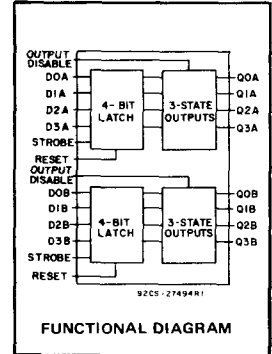 OUTPUT
DISABLE
D0A
D1A
D2A
D3A
STROBE
RESET
4-BIT
LATCH
3-STATE
OUTPUTS
Q0A
Q1A
Q2A
Q3A
OUTPUT
DISABLE
D0B
D1B
D2B
D3B
STROBE
RESET
4-BIT
LATCH
3-STATE
OUTPUTS
Q0B
Q1B
Q2B
Q3B
92CS-27494R1
FUNCTIONAL DIAGRAM